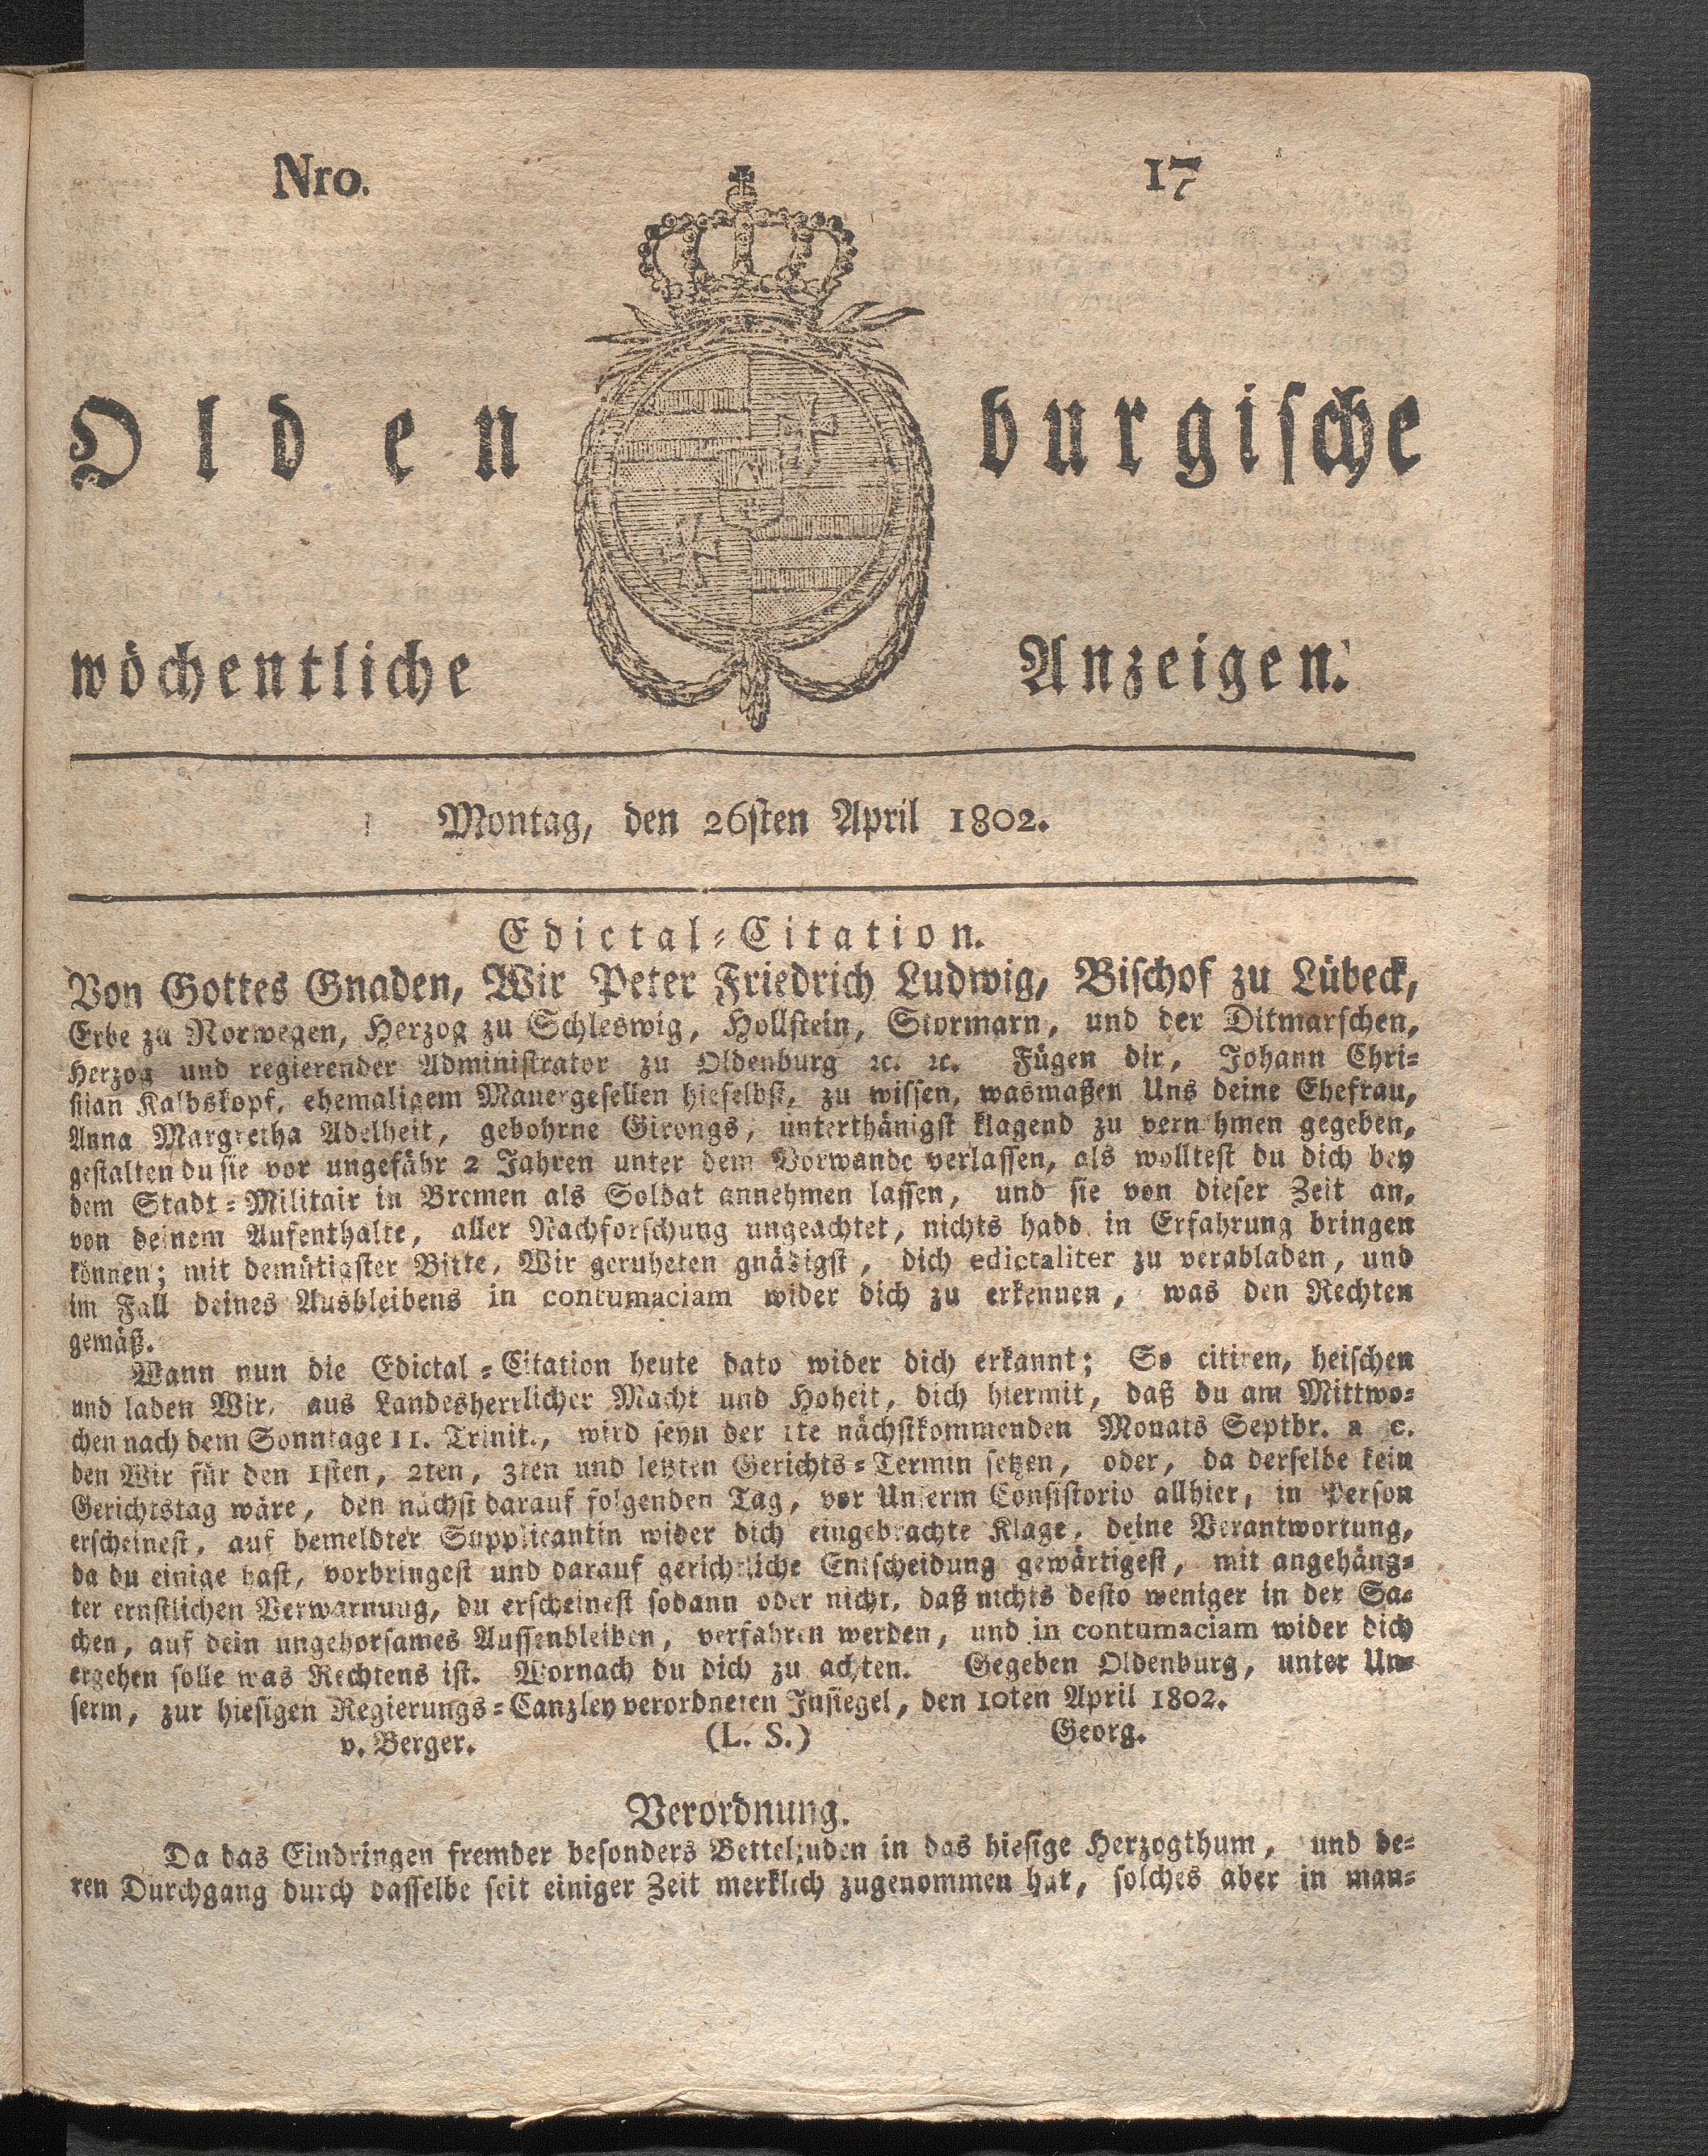 Nro. 17
Olden burgische
wöchentliche Anzeigen.
Montag, den 26sten April 1802.
Edictal-Citation.
Von Gottes Gnaden, Wir Peter Friedrich Ludwig, Bischof zu Lübeck,
Erbe zu Norwegen, Herzog zu Schleswig, Hollstein, Stormarn, und der Ditmarschen,
Herzog und regierender Administrator zu Oldenburg ꝛc. ꝛc. Fügen dir, Johann Chri-
stian Kalbskopf, ehemaligem Mauergesellen hieselbst, zu wissen, wasmaßen Uns deine Ehefrau,
Anna Margretha Adelheit, gebohrne Girongs, unterthänigst klagend zu vernehmen gegeben,
gestalten du sie vor ungefähr 2 Jahren unter dem Vorwande verlassen, als wolltest du dich bey
dem Stadt-Militair in Bremen als Soldat annehmen lassen, und sie von dieser Zeit an,
von deinem Aufenthalte, aller Nachforschung ungeachtet, nichts habe in Erfahrung bringen
können; mit demütigster Bitte, Wir geruheten gnädigst, dich edictaliter zu verabladen, und
im Fall deines Ausbleibens in contumaciam wider dich zu erkennen, was den Rechten
gemäß.
Wann nun die Edictal-Citation heute dato wider dich erkannt; So citiren, heischen
und laden Wir, aus Landesherrlicher Macht und Hoheit, dich hiermit, daß du am Mittwo-
chen nach dem Sonntage 11. Trinit., wird seyn der 1te nächstkommenden Monats Septbr. a c.
den Wir für den 1sten, 2ten, 3ten und letzten Gerichts-Termin setzen, oder, da derselbe kein
Gerichtstag wäre, den nächst darauf folgenden Tag, vor Unserm Consistorio allhier, in Person
erscheinest, auf bemeldter Supplicantin wider dich eingebrachte Klage, deine Verantwortung,
da du einige hast, vorbringest und darauf gerichtliche Entscheidung gewärtigest, mit angehäng-
ter ernstlichen Verwarnung, du erscheinest sodann oder nicht, daß nichts desto weniger in der Sa-
chen, auf dein ungehorsames Aussenbleiben, verfahren werden, und in contumaciam wider dich
ergehen solle was Rechtens ist. Wornach du dich zu achten. Gegeben Oldenburg, unter Un-
serm, zur hiesigen Regierungs-Canzley verordneten Insiegel, den 10ten April 1802.
v. Berger. (L. S.) Georg.
Verordnung.
Da das Eindringen fremder besonders Betteljuden in das hiesige Herzogthum, und de-
ren Durchgang durch dasselbe seit einiger Zeit merklich zugenommen hat, solches aber in man-